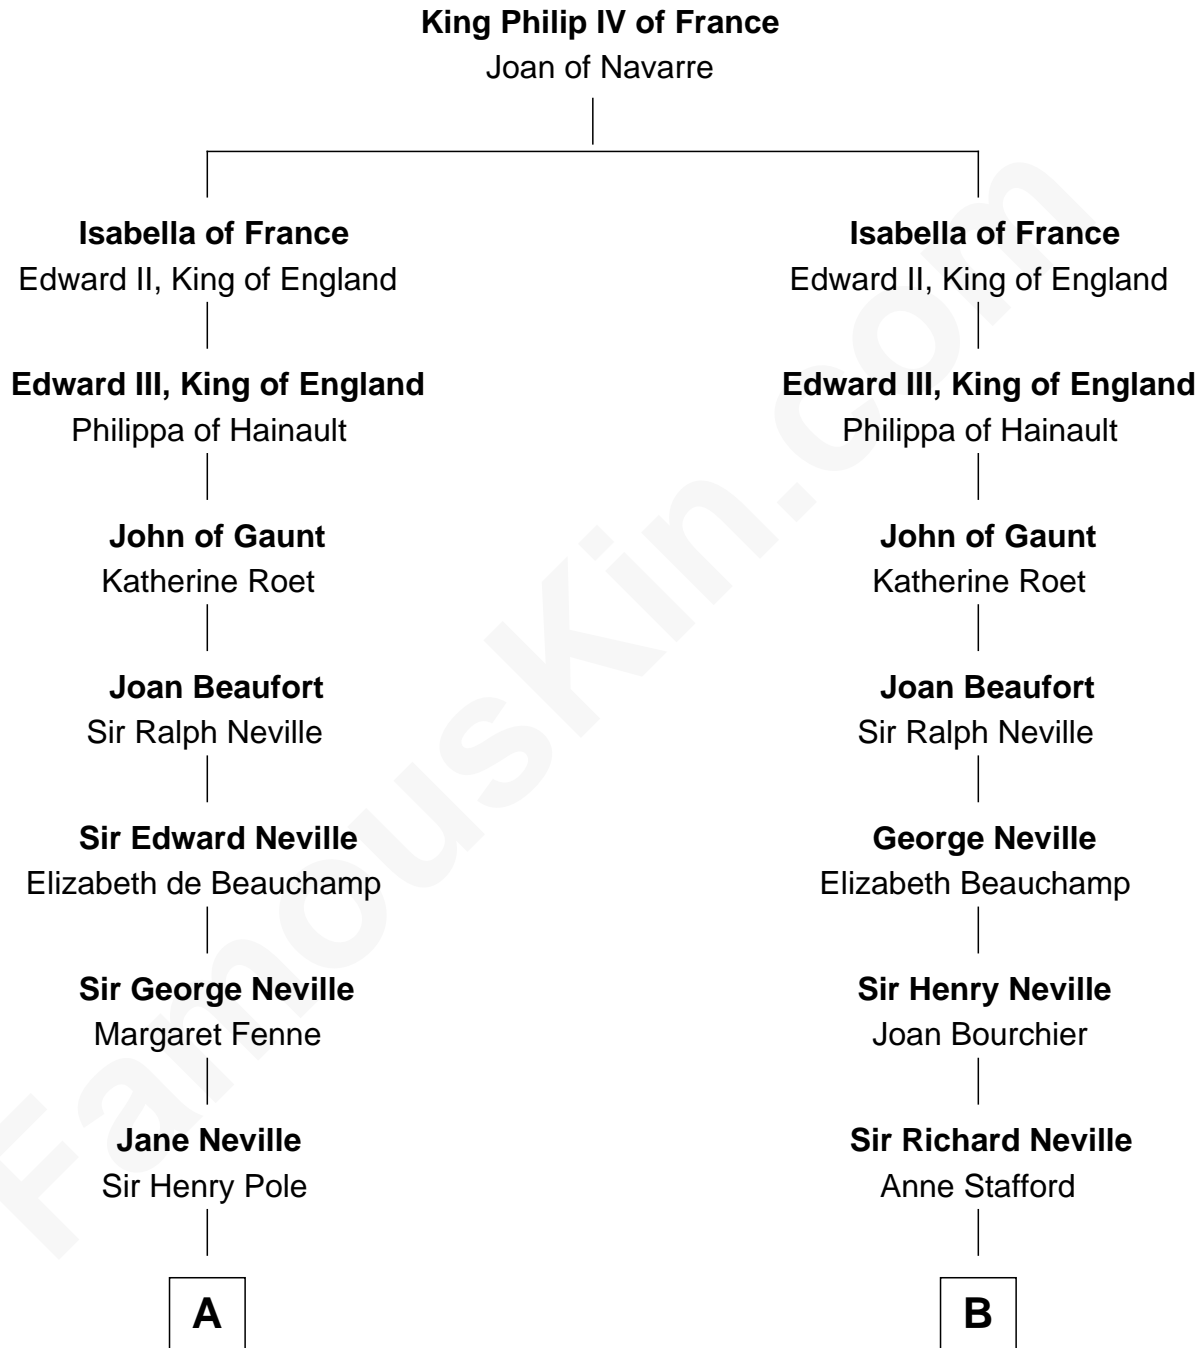 King Philip IV of France
Joan of Navarre
Isabella of France
Edward II, King of England
Isabella of France
Edward II, King of England
Edward III, King of England
Philippa of Hainault
Edward III, King of England
Philippa of Hainault
John of Gaunt
Katherine Roet
John of Gaunt
Katherine Roet
Joan Beaufort
Sir Ralph Neville
Joan Beaufort
Sir Ralph Neville
Sir Edward Neville
Elizabeth de Beauchamp
George Neville
Elizabeth Beauchamp
Sir George Neville
Margaret Fenne
Sir Henry Neville
Joan Bourchier
Jane Neville
Sir Henry Pole
Sir Richard Neville
Anne Stafford
A
B
FamousKin.com